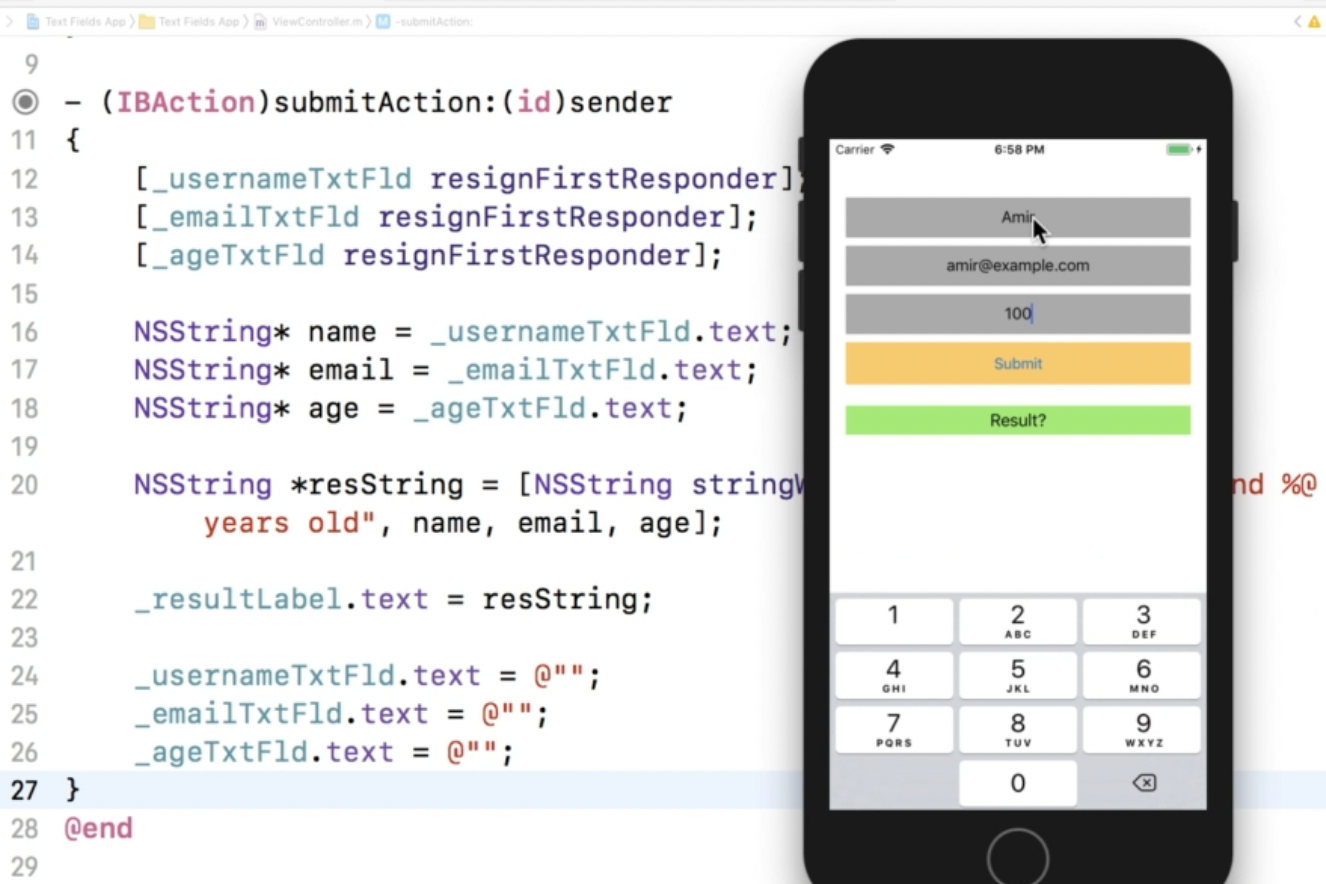 Text Fields App 〉 Text Fields App 〉 m ViewController.m 〉 M -submitAction:
9
- (IBAction)submitAction:(id)sender
11 {
12 [_usernameTxtFld resignFirstResponder];
13 [_emailTxtFld resignFirstResponder];
14 [_ageTxtFld resignFirstResponder];
15
16 NSString* name = _usernameTxtFld.text;
17 NSString* email = _emailTxtFld.text;
18 NSString* age = _ageTxtFld.text;
19
20 NSString *resString = [NSString %@
years old", name, email, age];
21
22 _resultLabel.text = resString;
23
24 _usernameTxtFld.text = @"";
25 _emailTxtFld.text = @"";
26 _ageTxtFld.text = @"";
27 }
28 @end
29
Carrier 6:58 PM
Amir
amir@example.com
100
Submit
Result?
1 2 3
ABC DEF
4 5 6
GHI JKL MNO
7 8 9
PQRS TUV WXYZ
0